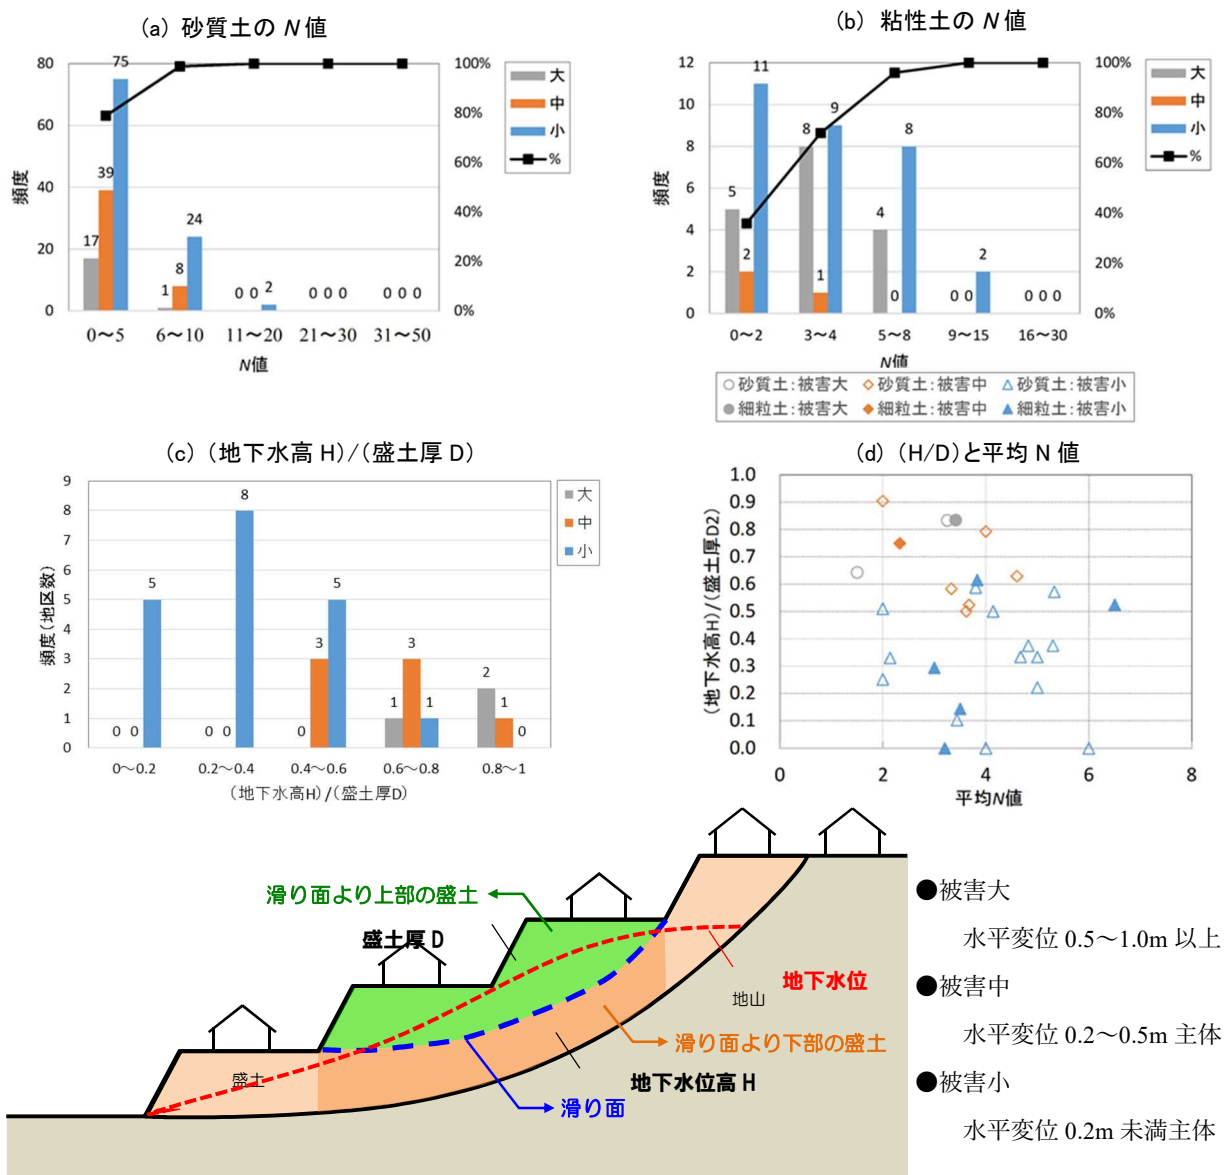 (a) 砂質土の N 値
80
60
40
20
0
頻度
17
39
75
1
8
24
0 0 2
0 0 0
0 0 0
100%
80%
60%
40%
20%
0%
大
中
小
%
0～5 6～10 11～20 21～30 31～50
N値
(b) 粘性土の N 値
12
10
8
6
4
2
0
頻度
5
2
11
8
1
9
4
0
8
0 0 2
0 0 0
100%
80%
60%
40%
20%
0%
大
中
小
%
0～2 3～4 5～8 9～15 16～30
N値
砂質土:被害大 砂質土:被害中 砂質土:被害小
細粒土:被害大 細粒土:被害中 細粒土:被害小
(c) (地下水高 H)/(盛土厚 D)
9
8
7
6
5
4
3
2
1
0
頻度(地区数)
0 0 5
0 0 8
0 3 5
1 3 1
2 1 0
大
中
小
0～0.2 0.2～0.4 0.4～0.6 0.6～0.8 0.8～1
(地下水高H)/(盛土厚D)
(d) (H/D)と平均 N 値
1.0
0.9
0.8
0.7
0.6
0.5
0.4
0.3
0.2
0.1
0.0
(地下水高H)/(盛土厚D2)
0 2 4 6 8
平均N値
滑り面より上部の盛土
盛土厚 D
地下水位
地山
滑り面より下部の盛土
盛土
地下水位高 H
滑り面
●被害大
水平変位 0.5～1.0m 以上
●被害中
水平変位 0.2～0.5m 主体
●被害小
水平変位 0.2m 未満主体